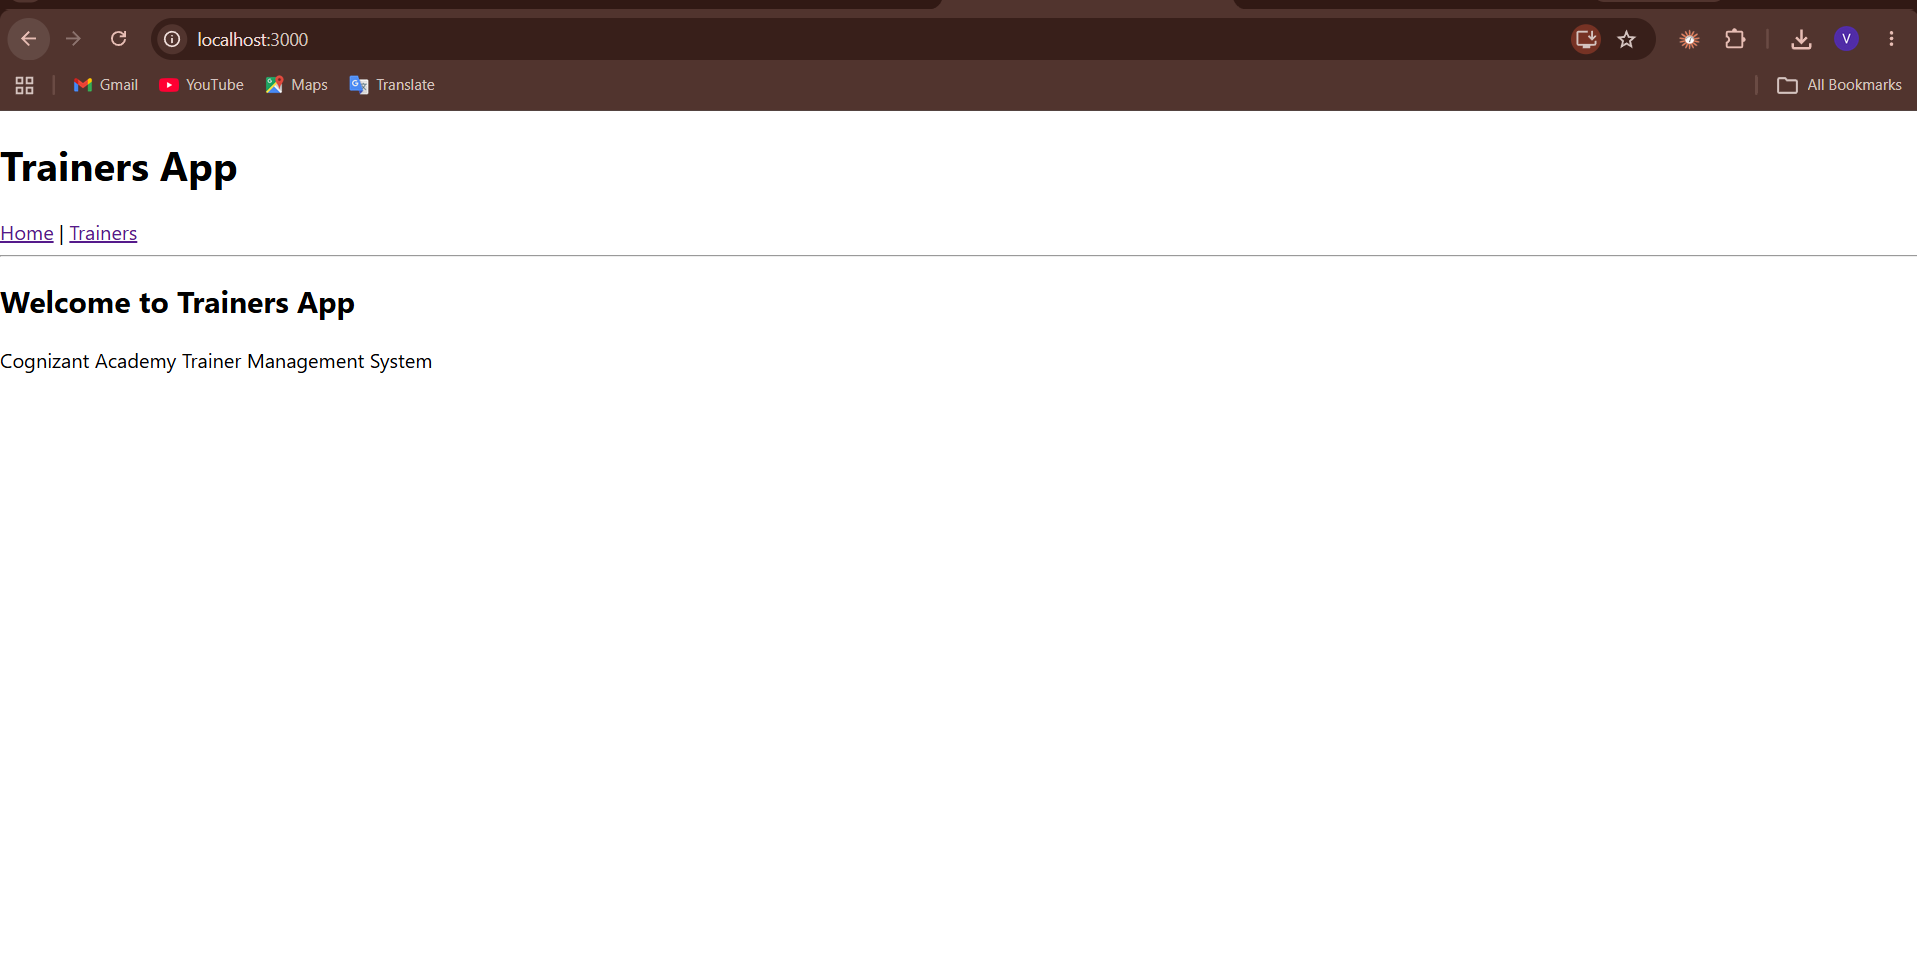 localhost:3000
V
Gmail YouTube Maps Translate All Bookmarks
Trainers App
Home | Trainers
Welcome to Trainers App
Cognizant Academy Trainer Management System